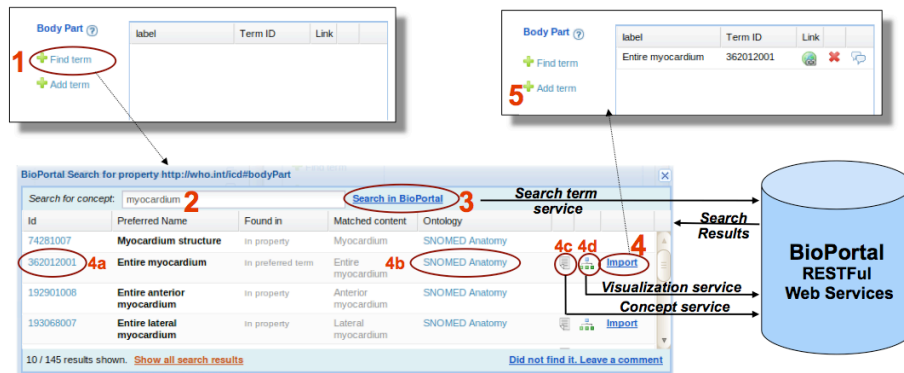 Body Part ?
label Term ID Link
1
Find term
Add term
Body Part ?
label Term ID Link
Entire myocardium 362012001
Find term
5
Add term
BioPortal Search for property http://who.int/icd#bodyPart
Search for concept: myocardium 2 Search in BioPortal 3
Search term service
Id Preferred Name Found in Matched content Ontology
74281007 Myocardium structure In property Myocardium SNOMED Anatomy
4a 4b 4c 4d 4
362012001 Entire myocardium In preferred term Entire myocardium SNOMED Anatomy Import
192901008 Entire anterior myocardium In property Anterior myocardium SNOMED Anatomy
193068007 Entire lateral myocardium In property Lateral myocardium SNOMED Anatomy Import
10 / 145 results shown. Show all search results Did not find it. Leave a comment
Search Results
Visualization service
Concept service
BioPortal
RESTFul
Web Services